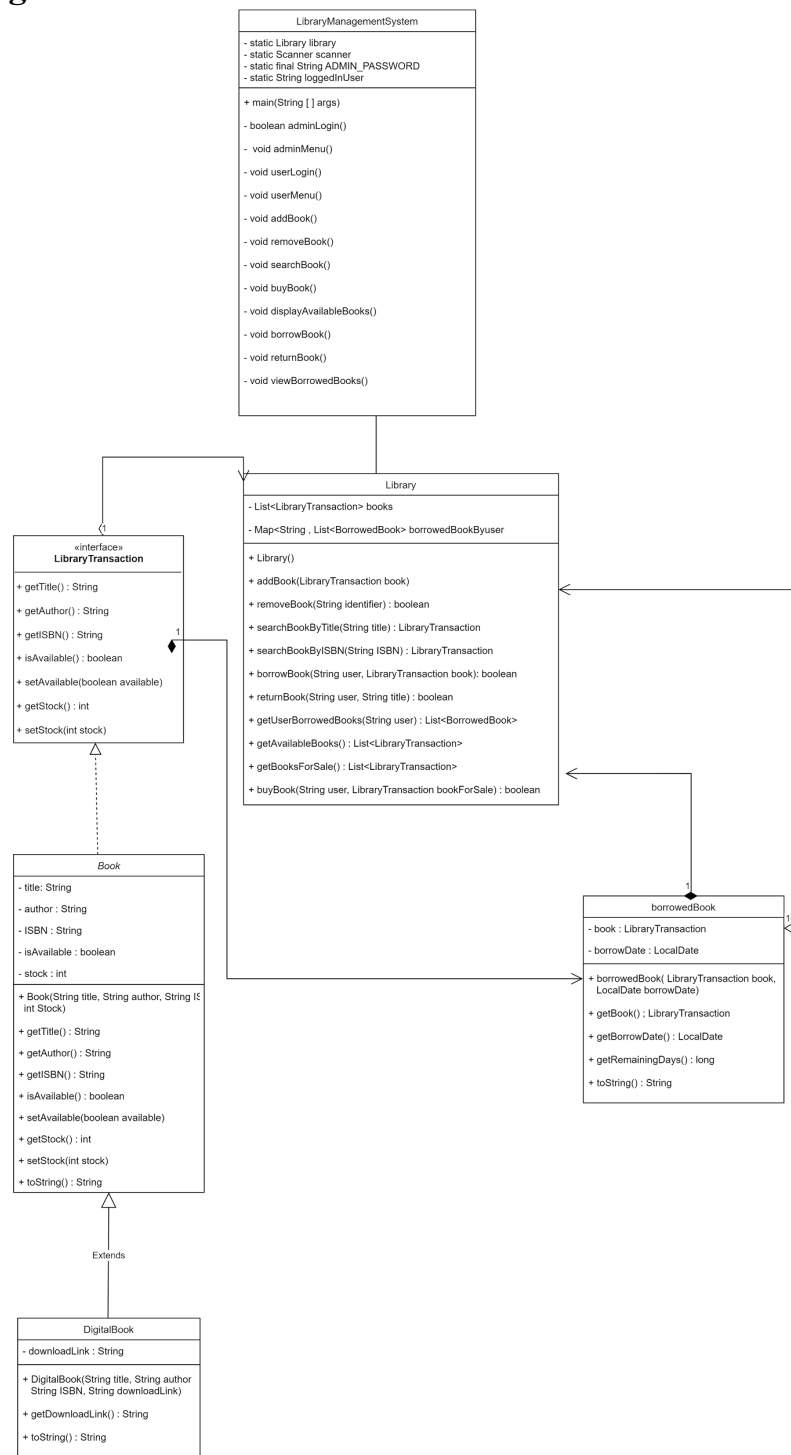 g
LibraryManagementSystem
- static Library library
- static Scanner scanner
- static final String ADMIN_PASSWORD
- static String loggedInUser
+ main(String [ ] args)
- boolean adminLogin()
- void adminMenu()
- void userLogin()
- void userMenu()
- void addBook()
- void removeBook()
- void searchBook()
- void buyBook()
- void displayAvailableBooks()
- void borrowBook()
- void returnBook()
- void viewBorrowedBooks()
Library
- List<LibraryTransaction> books
- Map<String , List<BorrowedBook> borrowedBookByuser
+ Library()
+ addBook(LibraryTransaction book)
+ removeBook(String identifier) : boolean
+ searchBookByTitle(String title) : LibraryTransaction
+ searchBookByISBN(String ISBN) : LibraryTransaction
+ borrowBook(String user, LibraryTransaction book): boolean
+ returnBook(String user, String title) : boolean
+ getUserBorrowedBooks(String user) : List<BorrowedBook>
+ getAvailableBooks() : List<LibraryTransaction>
+ getBooksForSale() : List<LibraryTransaction>
+ buyBook(String user, LibraryTransaction bookForSale) : boolean
1
«interface»
LibraryTransaction
+ getTitle() : String
+ getAuthor() : String
+ getISBN() : String
+ isAvailable() : boolean
1
+ setAvailable(boolean available)
+ getStock() : int
+ setStock(int stock)
Book
- title: String
- author : String
- ISBN : String
- isAvailable : boolean
- stock : int
+ Book(String title, String author, String IS
int Stock)
+ getTitle() : String
+ getAuthor() : String
+ getISBN() : String
+ isAvailable() : boolean
+ setAvailable(boolean available)
+ getStock() : int
+ setStock(int stock)
+ toString() : String
1
borrowedBook
1
- book : LibraryTransaction
- borrowDate : LocalDate
+ borrowedBook( LibraryTransaction book,
LocalDate borrowDate)
+ getBook() ; LibraryTransaction
+ getBorrowDate() : LocalDate
+ getRemainingDays() : long
+ toString() : String
Extends
DigitalBook
- downloadLink : String
+ DigitalBook(String title, String author
String ISBN, String downloadLink)
+ getDownloadLink() : String
+ toString() : String